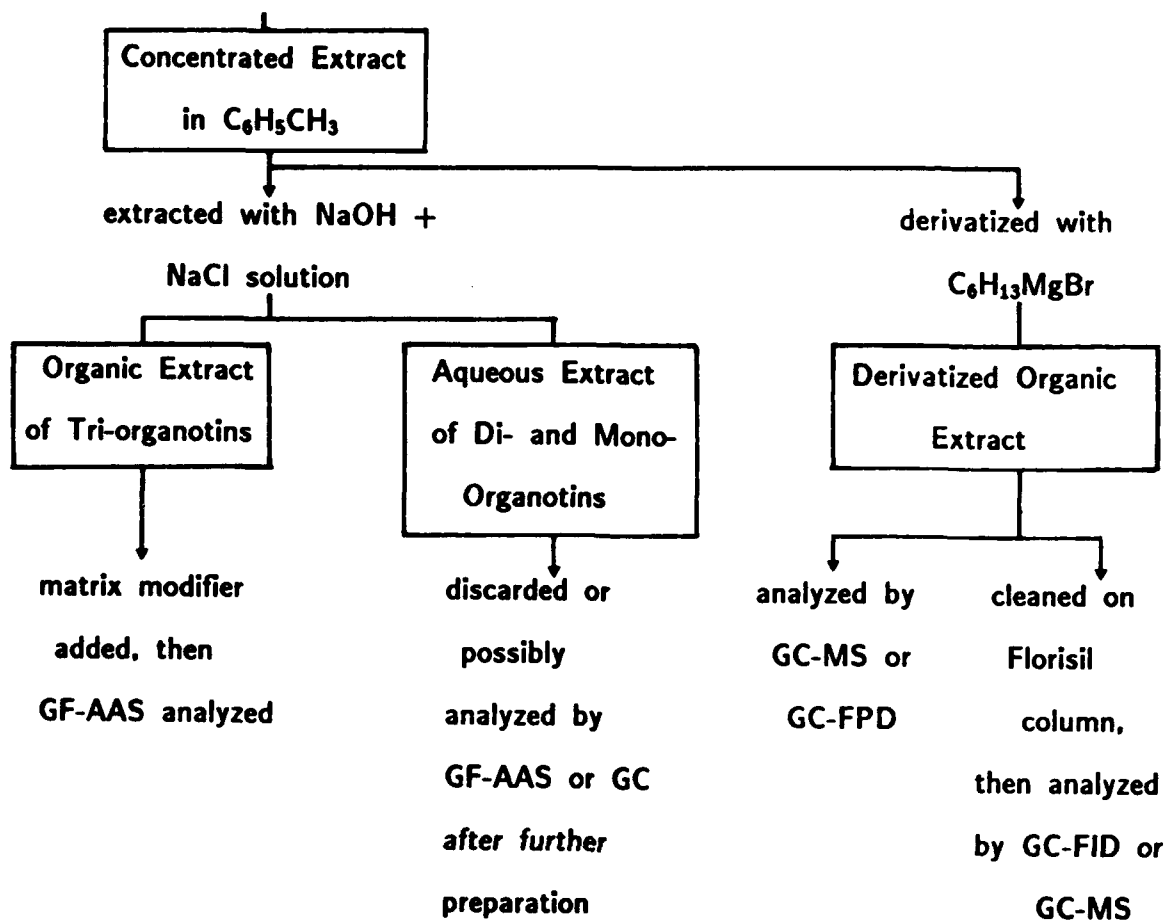 Concentrated Extract
in C₆H₅CH₃
extracted with NaOH +
NaCl solution
derivatized with
C₆H₁₃MgBr
Organic Extract
of Tri-organotins
Aqueous Extract
of Di- and Mono-
Organotins
Derivatized Organic
Extract
matrix modifier
added, then
GF-AAS analyzed
discarded or
possibly
analyzed by
GF-AAS or GC
after further
preparation
analyzed by
GC-MS or
GC-FPD
cleaned on
Florisil
column,
then analyzed
by GC-FID or
GC-MS